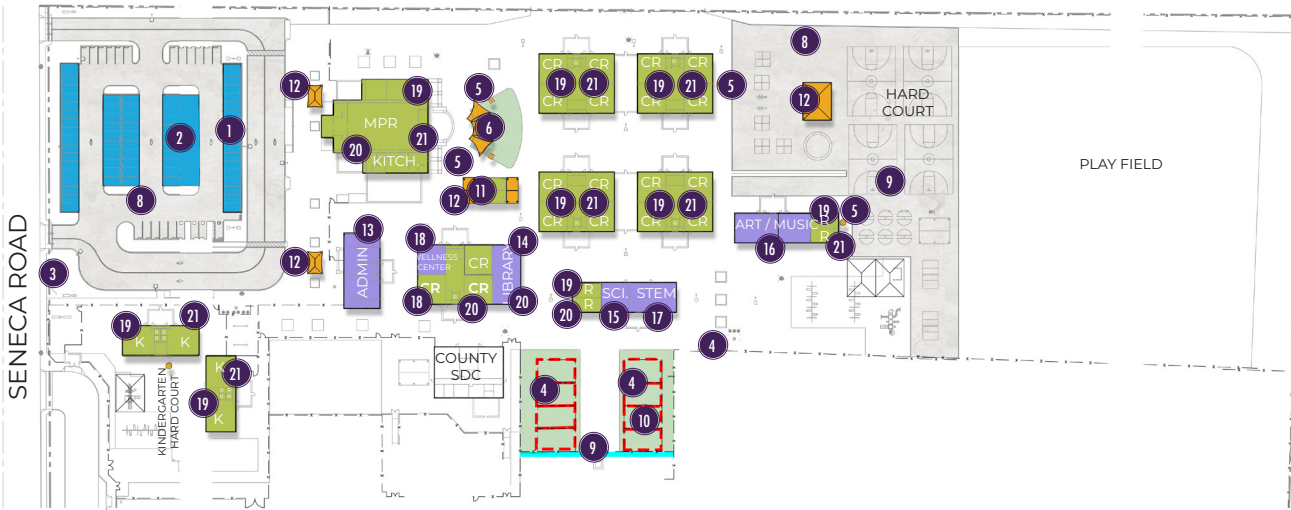 SENECA ROAD
1
2
8
3
12
12
19
MPR
20
21
KITCH.
5
6
5
11
12
13
ADMIN
18
WELLNESS
CENTER
CR
CR
CR
LIBRARY
14
18
20
20
CR CR
19 21
CR CR
CR CR
19 21
CR CR
5
CR CR
19 21
CR CR
CR CR
19 21
CR CR
8
12
HARD
COURT
9
PLAY FIELD
19
5
ART / MUSIC
R
R
16
21
19
R
R
SCI. STEM
20
15
17
4
19
21
K K
K
21
19
K
KINDERGARTEN
HARD COURT
COUNTY
SDC
4
4
10
9